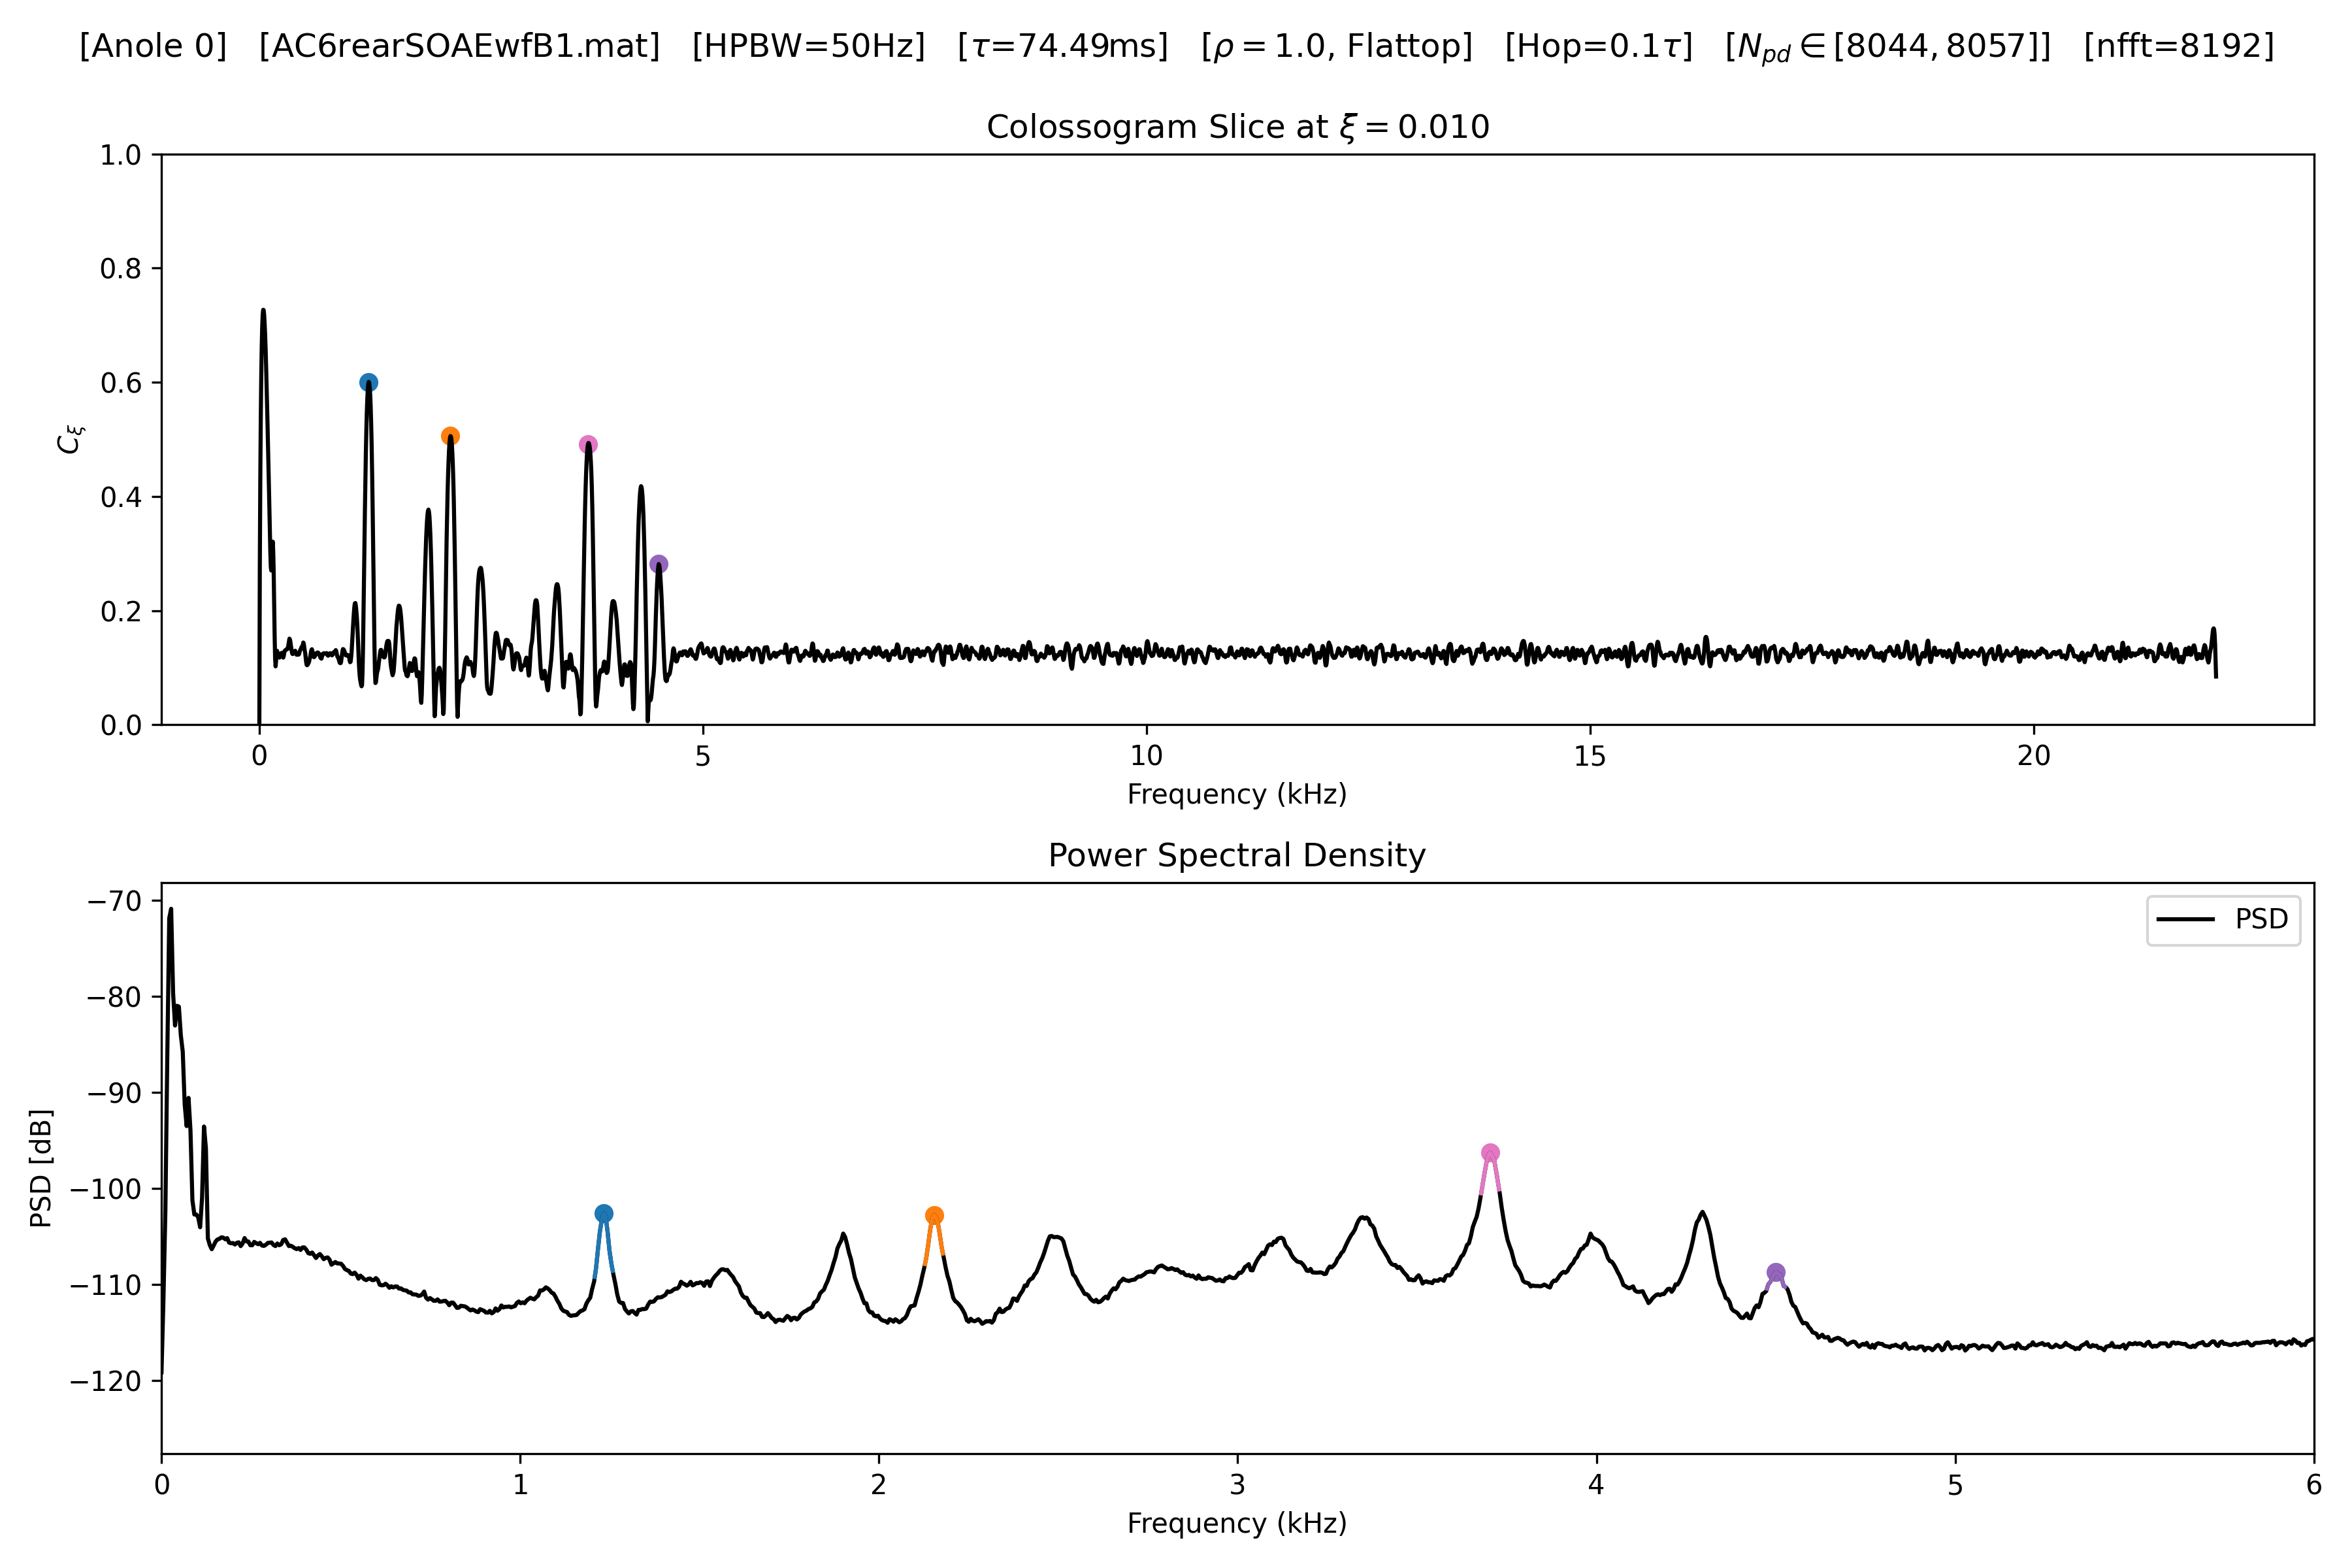 [Anole 0] [AC6rearSOAEwfB1.mat] [HPBW=50Hz] [τ=74.49ms] [ρ = 1.0, Flattop] [Hop=0.1τ] [N_pd ∈ [8044, 8057]] [nfft=8192]
Colossogram Slice at ξ = 0.010
1.0
0.8
0.6
0.4
0.2
0.0
C_ξ
0 5 10 15 20
Frequency (kHz)
Power Spectral Density
PSD
−70
−80
−90
−100
−110
−120
PSD [dB]
0 1 2 3 4 5 6
Frequency (kHz)